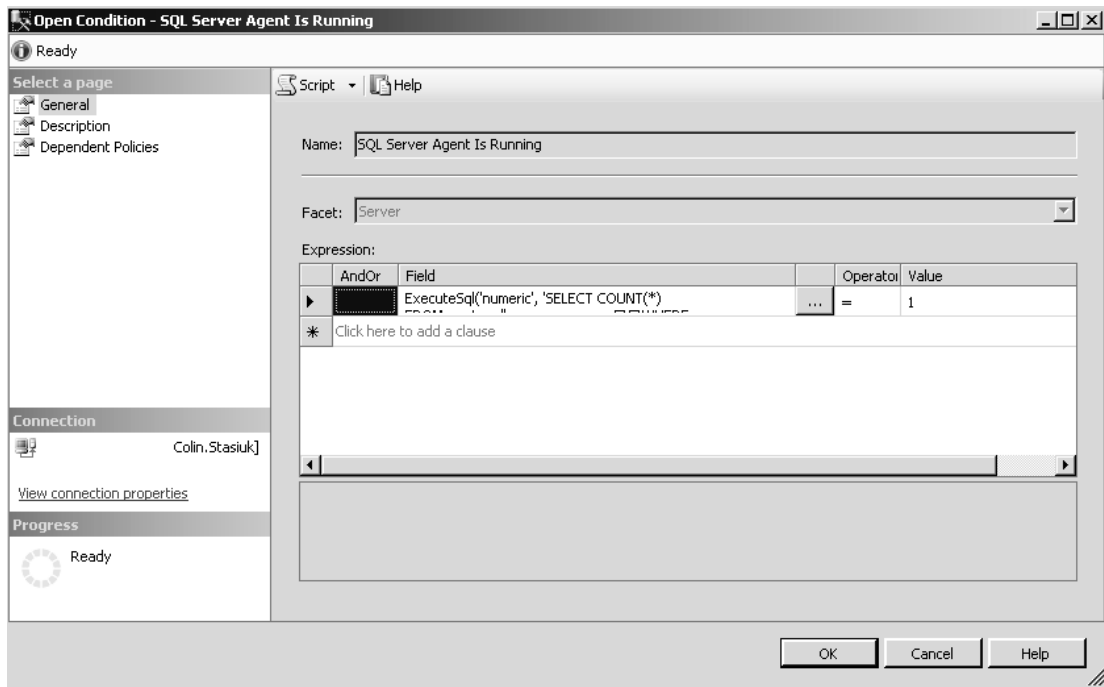 Open Condition - SQL Server Agent Is Running
Ready
Select a page
General
Description
Dependent Policies
Script
Help
Name: SQL Server Agent Is Running
Facet: Server
Expression:
AndOr Field Operator Value
ExecuteSql('numeric', 'SELECT COUNT(*) ... = 1
Click here to add a clause
Connection
Colin.Stasiuk]
View connection properties
Progress
Ready
OK Cancel Help